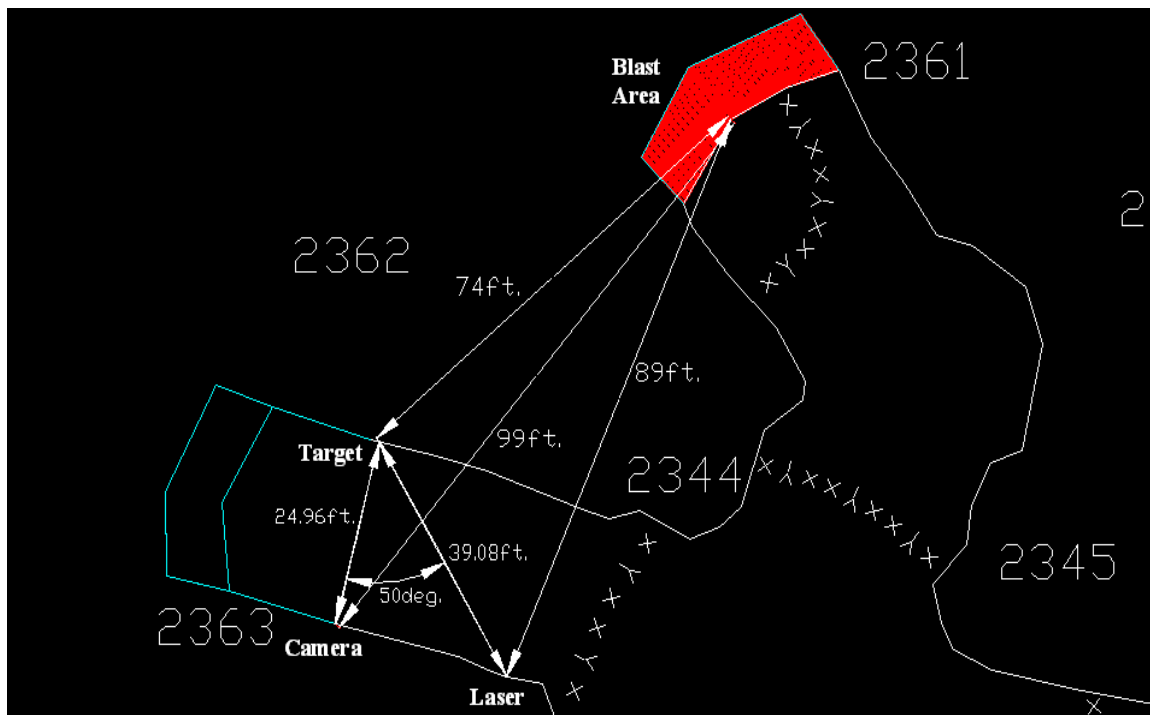 Blast
Area
2361
2
2362
74ft.
89ft.
99ft.
Target
2344
24.96ft.
39.08ft.
50deg.
2345
2363
Camera
Laser
X Y X X Y X X Y X
X Y X X Y X X Y X
X Y X X Y X
X